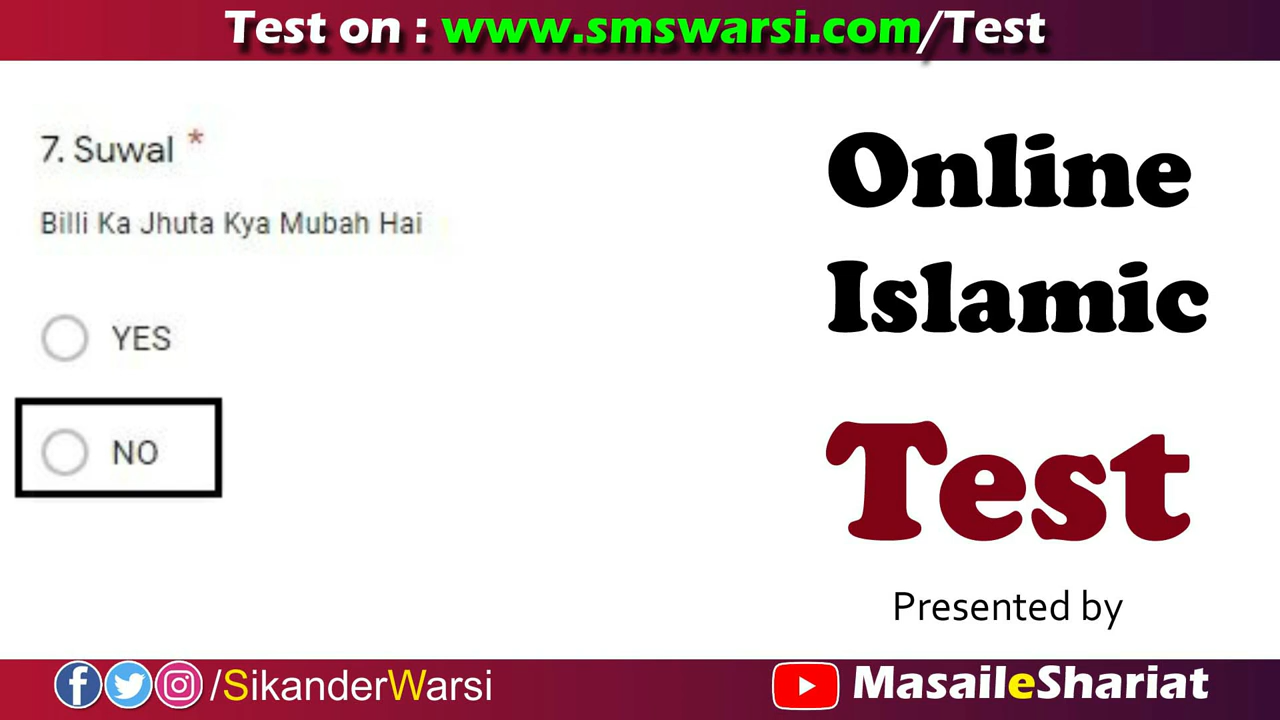 Test on : www.smswarsi.com/Test
7. Suwal *
Billi Ka Jhuta Kya Mubah Hai
YES
NO
Online
Islamic
Test
Presented by
/SikanderWarsi
MasaileShariat